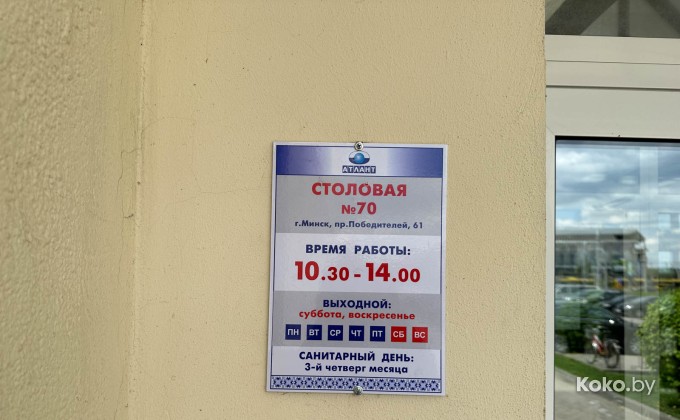 АТЛАНТ
СТОЛОВАЯ
№70
г.Минск, пр.Победителей, 61
ВРЕМЯ РАБОТЫ:
10.30 - 14.00
ВЫХОДНОЙ:
суббота, воскресенье
ПН ВТ СР ЧТ ПТ СБ ВС
САНИТАРНЫЙ ДЕНЬ:
3-й четверг месяца
Koko.by